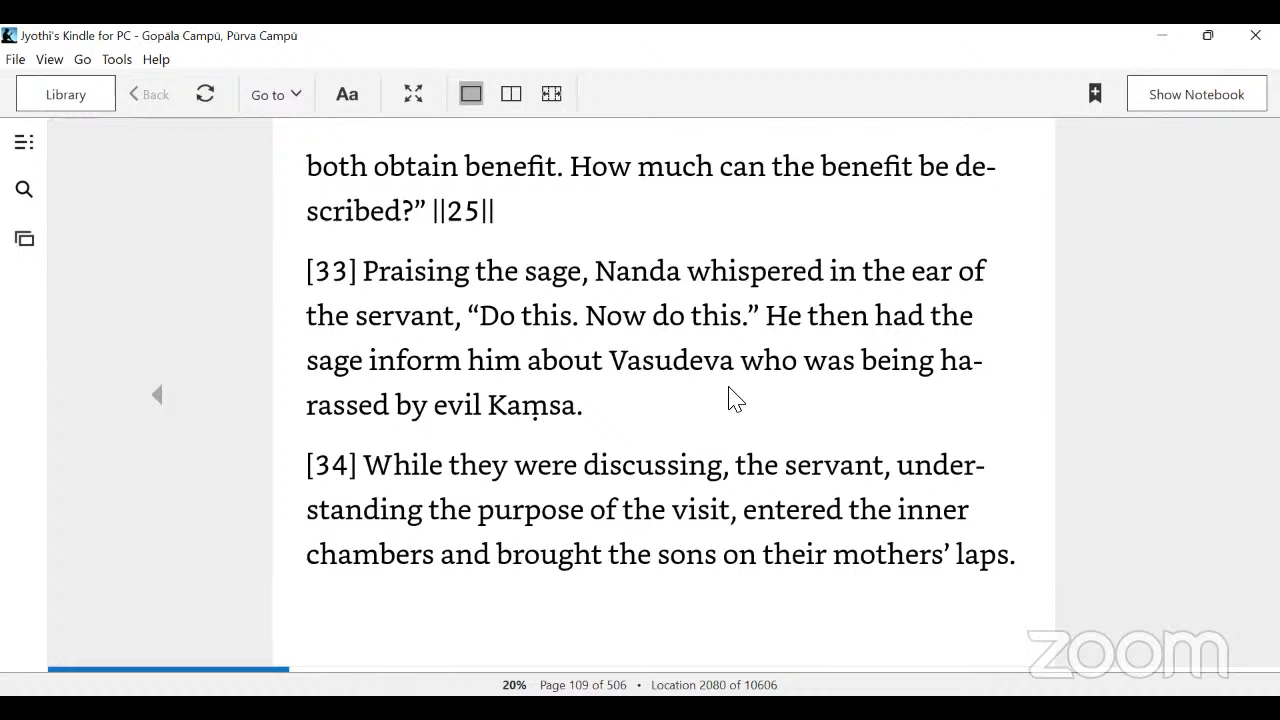 Jyothi's Kindle for PC - Gopāla Campū, Pūrva Campū
File View Go Tools Help
Library Back Go to Aa Show Notebook
both obtain benefit. How much can the benefit be de-
scribed?” ||25||
[33] Praising the sage, Nanda whispered in the ear of
the servant, “Do this. Now do this.” He then had the
sage inform him about Vasudeva who was being ha-
rassed by evil Kaṃsa.
[34] While they were discussing, the servant, under-
standing the purpose of the visit, entered the inner
chambers and brought the sons on their mothers’ laps.
zoom
20% Page 109 of 506 • Location 2080 of 10606